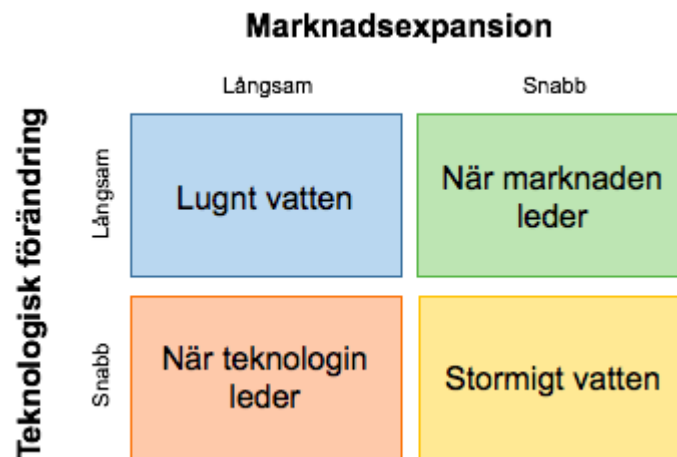 Marknadsexpansion
Långsam
Snabb
Teknologisk förändring
Långsam
Lugnt vatten
När marknaden
leder
Snabb
När teknologin
leder
Stormigt vatten